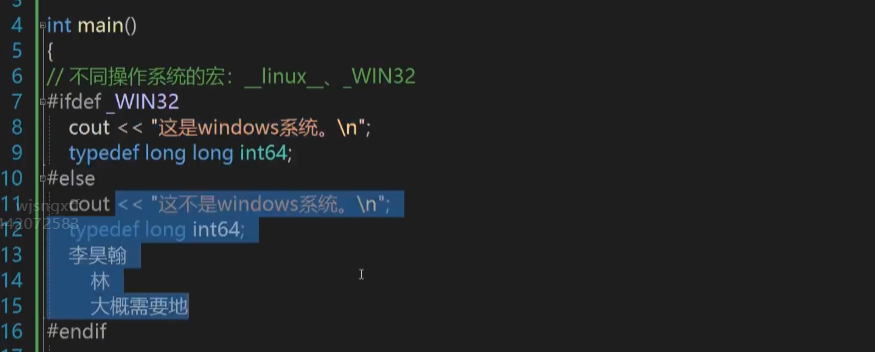 4 int main()
5 {
6 // 不同操作系统的宏：__linux__、_WIN32
7 #ifdef _WIN32
8 cout << "这是windows系统。\n";
9 typedef long long int64;
10 #else
11 cout << "这不是windows系统。\n";
12 typedef long int64;
13 李昊翰
14 林
15 大概需要地
16 #endif